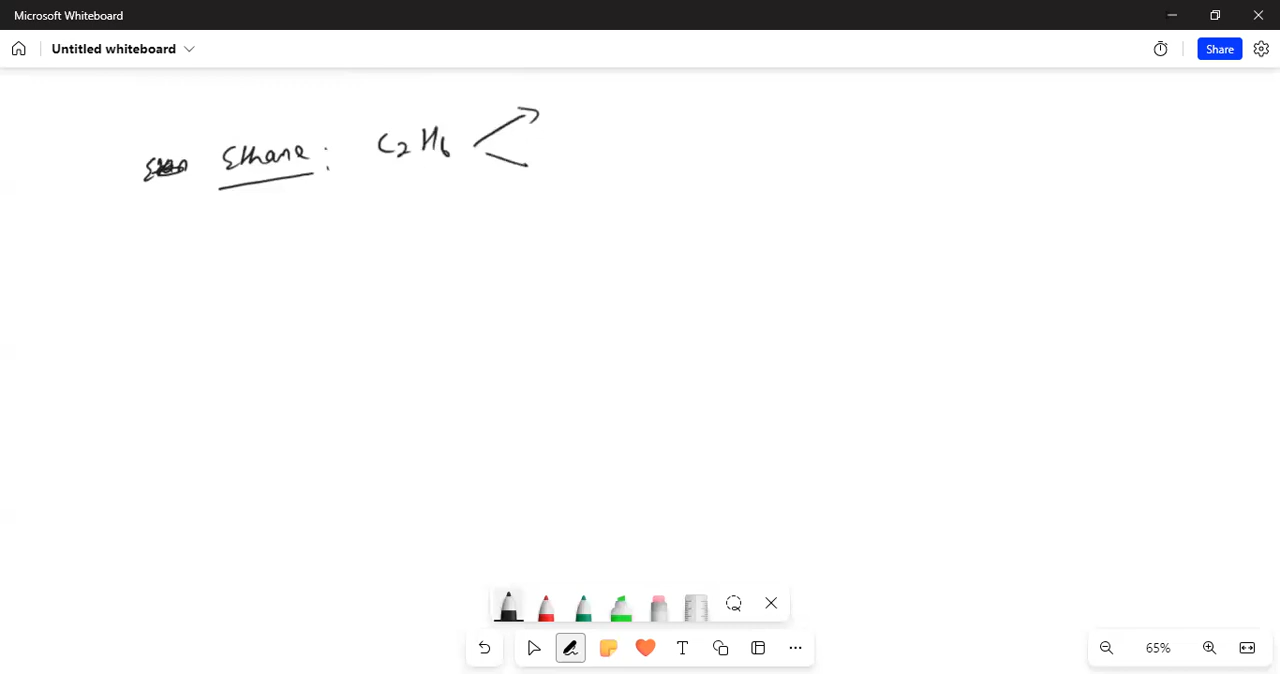 Microsoft Whiteboard
Untitled whiteboard
Share
Ethane : C2H6
T
65%